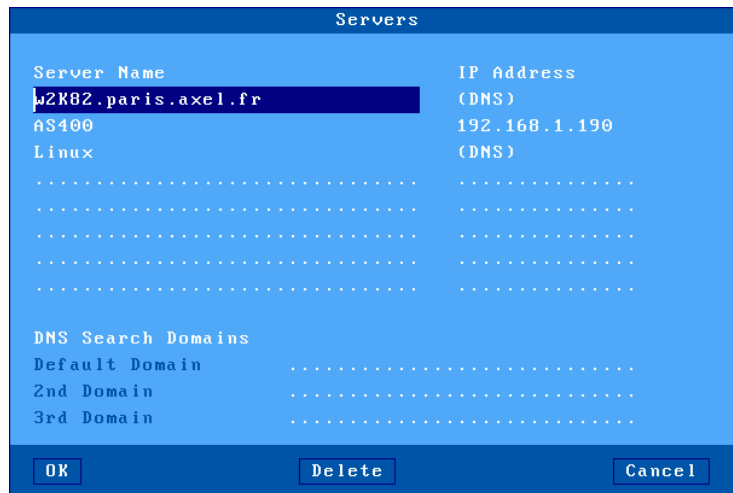 Servers
Server Name IP Address
w2K82.paris.axel.fr (DNS)
AS400 192.168.1.190
Linux (DNS)
................................ ...............
................................ ...............
................................ ...............
................................ ...............
................................ ...............
DNS Search Domains
Default Domain .............................
2nd Domain .............................
3rd Domain .............................
OK Delete Cancel